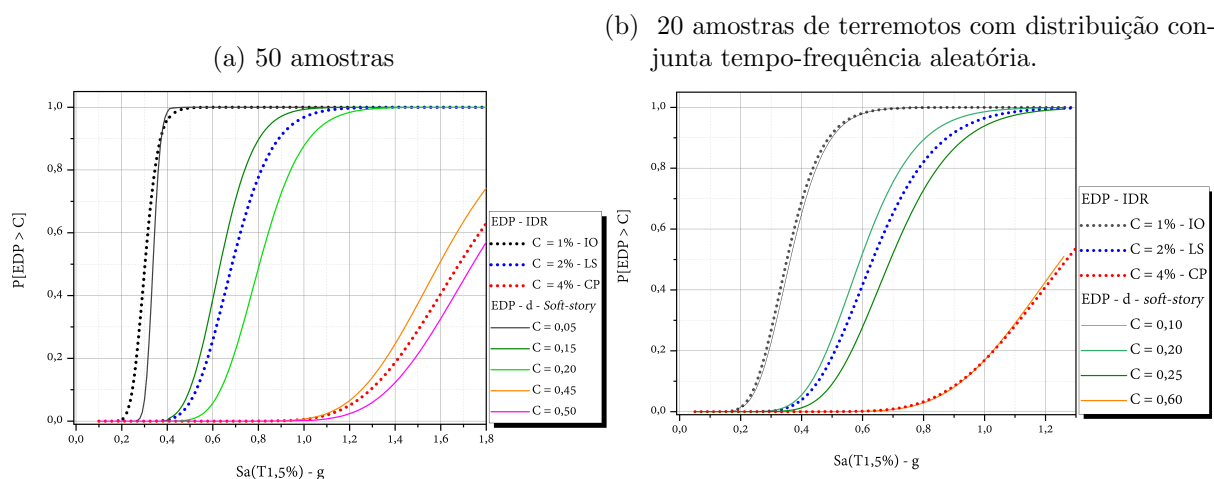 (a) 50 amostras
P[EDP > C]
1,0
0,8
0,6
0,4
0,2
0,0
0,0 0,2 0,4 0,6 0,8 1,0 1,2 1,4 1,6 1,8
Sa(T1,5%) - g
EDP - IDR
C = 1% - IO
C = 2% - LS
C = 4% - CP
EDP - d - Soft-story
C = 0,05
C = 0,15
C = 0,20
C = 0,45
C = 0,50
(b) 20 amostras de terremotos com distribuição con-
junta tempo-frequência aleatória.
P[EDP > C]
1,0
0,8
0,6
0,4
0,2
0,0
0,0 0,2 0,4 0,6 0,8 1,0 1,2
Sa(T1,5%) - g
EDP - IDR
C = 1% - IO
C = 2% - LS
C = 4% - CP
EDP - d - soft-story
C = 0,10
C = 0,20
C = 0,25
C = 0,60